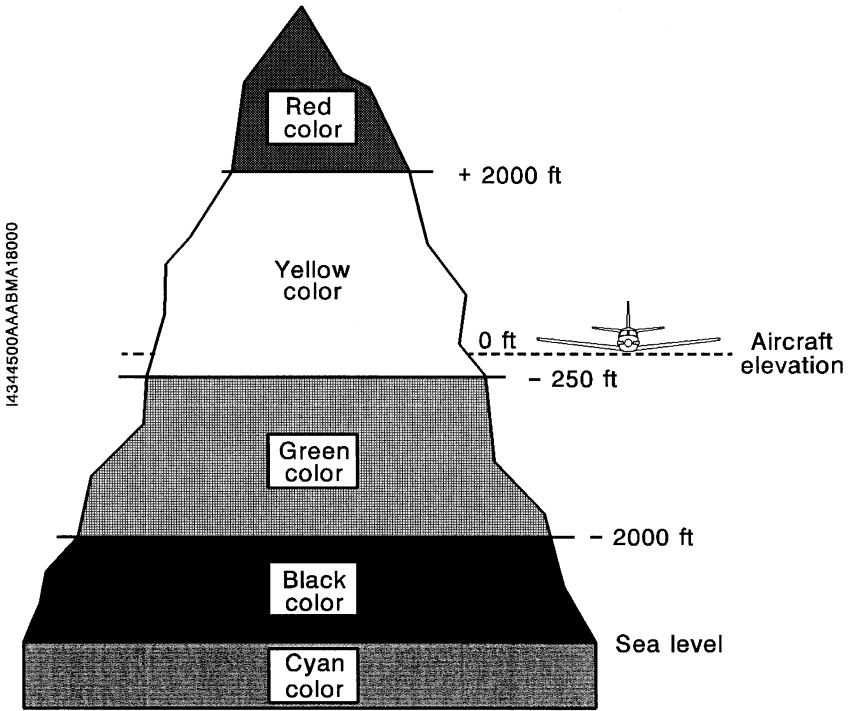 Red
color
+ 2000 ft
Yellow
color
0 ft
Aircraft
elevation
- 250 ft
Green
color
- 2000 ft
Black
color
Sea level
Cyan
color
I4344500AAABMA18000